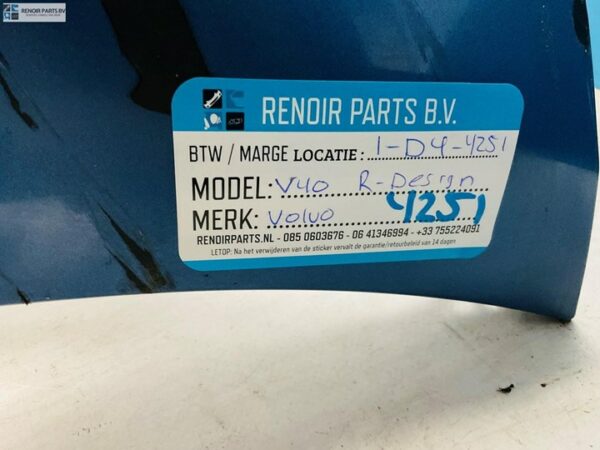 RENOIR PARTS BV
RENOIR PARTS B.V.
BTW / MARGE LOCATIE : 1-D4-4251
MODEL: V40 R-Design
MERK: Volvo 4251
RENOIRPARTS.NL - 085 0603676 - 06 41346994 - +33 755224091
LETOP: Na het verwijderen van de sticker vervalt de garantie/retourbeleid van 14 dagen